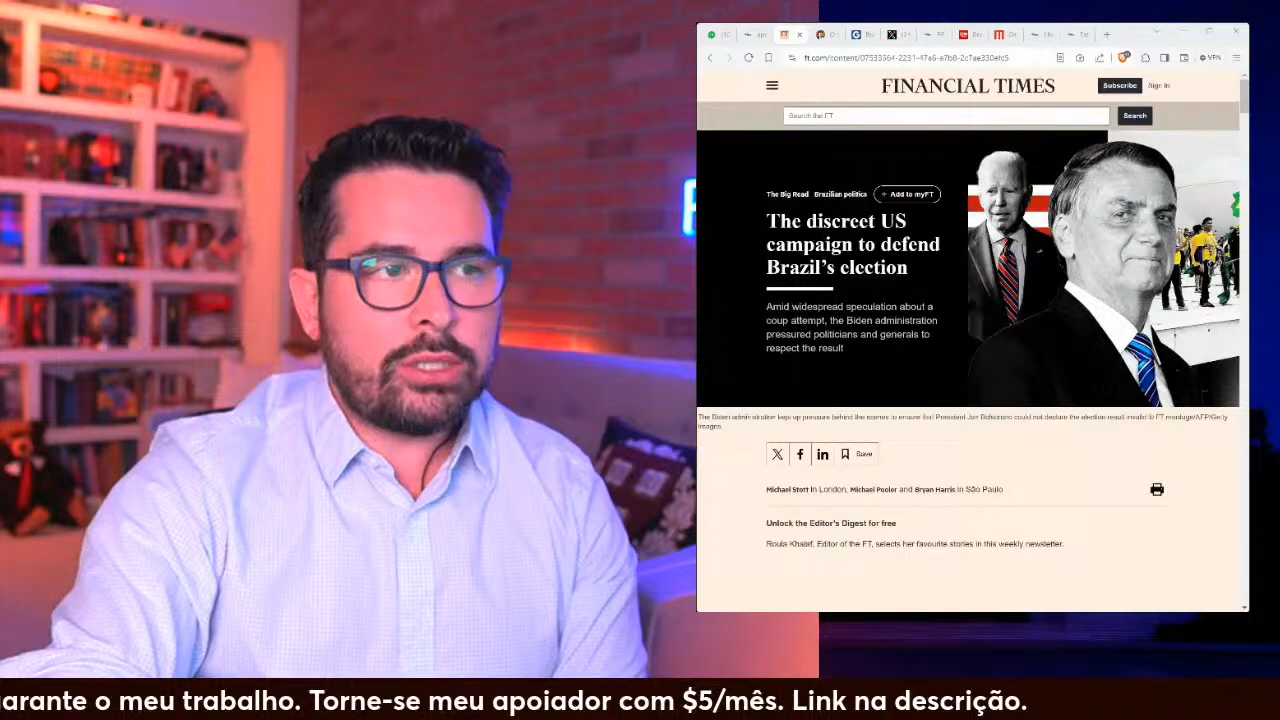 ft.com/content/07533564-2231-47a6-a7b8-2c7ae330efc5
VPN
FINANCIAL TIMES
Subscribe
Sign In
Search the FT
Search
The Big Read
Brazilian politics
+ Add to myFT
The discreet US
campaign to defend
Brazil's election
Amid widespread speculation about a
coup attempt, the Biden administration
pressured politicians and generals to
respect the result
The Biden administration kept up pressure behind the scenes to ensure that President Jair Bolsonaro could not declare the election result invalid © FT montage/AFP/Getty
Images
Save
Michael Stott in London, Michael Pooler and Bryan Harris in São Paulo
Unlock the Editor's Digest for free
Roula Khalaf, Editor of the FT, selects her favourite stories in this weekly newsletter.
arante o meu trabalho. Torne-se meu apoiador com $5/mês. Link na descrição.